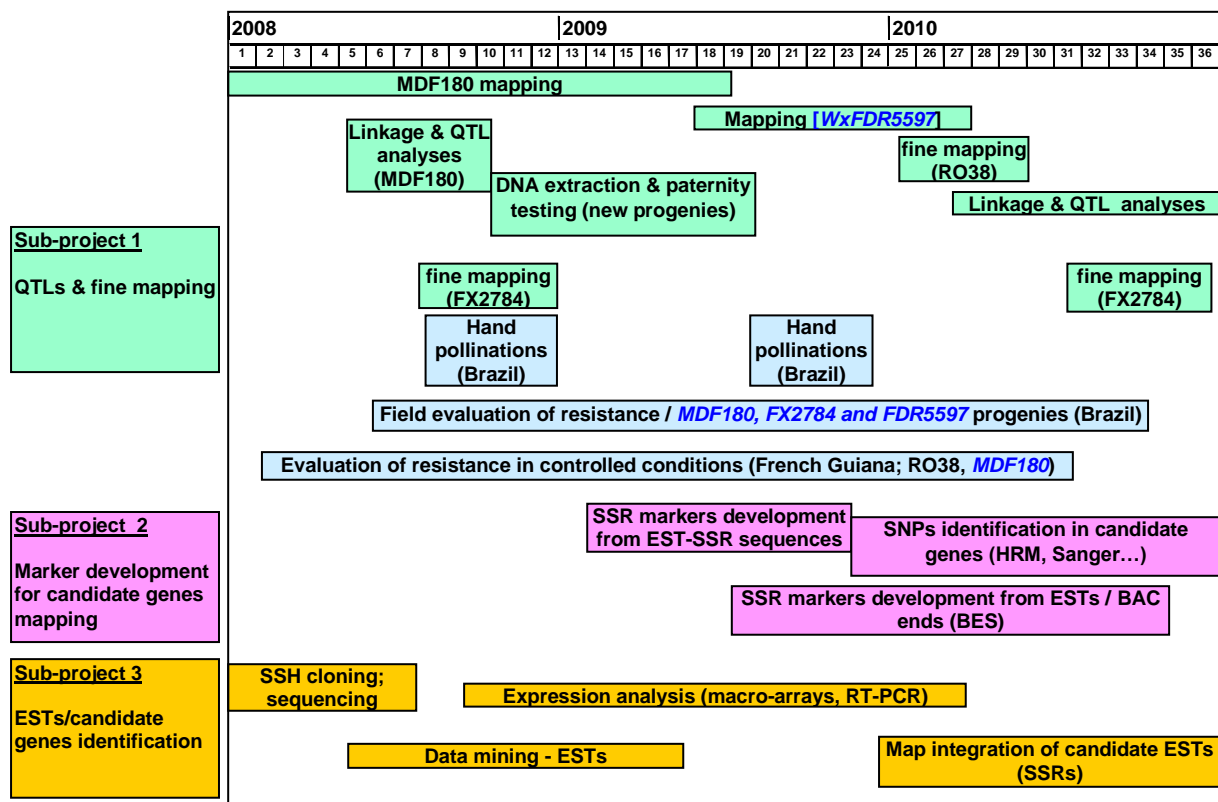 2008 2009 2010
1 2 3 4 5 6 7 8 9 10 11 12 13 14 15 16 17 18 19 20 21 22 23 24 25 26 27 28 29 30 31 32 33 34 35 36
MDF180 mapping
Mapping [WxFDR5597]
Linkage & QTL
analyses
(MDF180)
fine mapping
(RO38)
DNA extraction & paternity
testing (new progenies)
Linkage & QTL analyses
Sub-project 1
QTLs & fine mapping
fine mapping
(FX2784)
fine mapping
(FX2784)
Hand
pollinations
(Brazil)
Hand
pollinations
(Brazil)
Field evaluation of resistance / MDF180, FX2784 and FDR5597 progenies (Brazil)
Evaluation of resistance in controlled conditions (French Guiana; RO38, MDF180)
Sub-project 2
Marker development
for candidate genes
mapping
SSR markers development
from EST-SSR sequences
SNPs identification in candidate
genes (HRM, Sanger…)
SSR markers development from ESTs / BAC
ends (BES)
Sub-project 3
ESTs/candidate
genes identification
SSH cloning;
sequencing
Expression analysis (macro-arrays, RT-PCR)
Data mining - ESTs
Map integration of candidate ESTs
(SSRs)